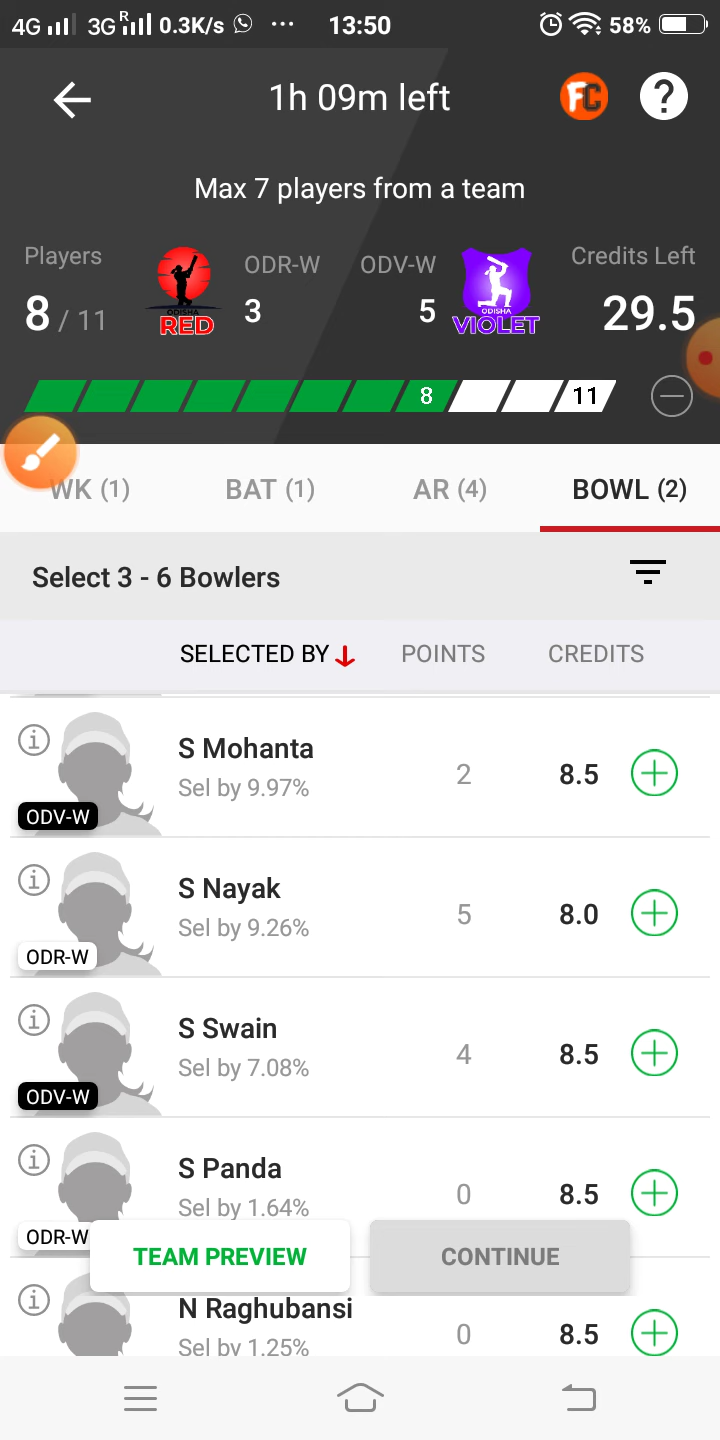 4G 3G R 0.3K/s ... 13:50 58%
1h 09m left FC ?
Max 7 players from a team
Players ODR-W ODV-W Credits Left
8 / 11 ODISHA RED 3 5 ODISHA VIOLET 29.5
8 11
WK (1) BAT (1) AR (4) BOWL (2)
Select 3 - 6 Bowlers
SELECTED BY POINTS CREDITS
S Mohanta
Sel by 9.97% 2 8.5
ODV-W
S Nayak
Sel by 9.26% 5 8.0
ODR-W
S Swain
Sel by 7.08% 4 8.5
ODV-W
S Panda
Sel by 1.64% 0 8.5
ODR-W
TEAM PREVIEW CONTINUE
N Raghubansi
Sel by 1.25% 0 8.5